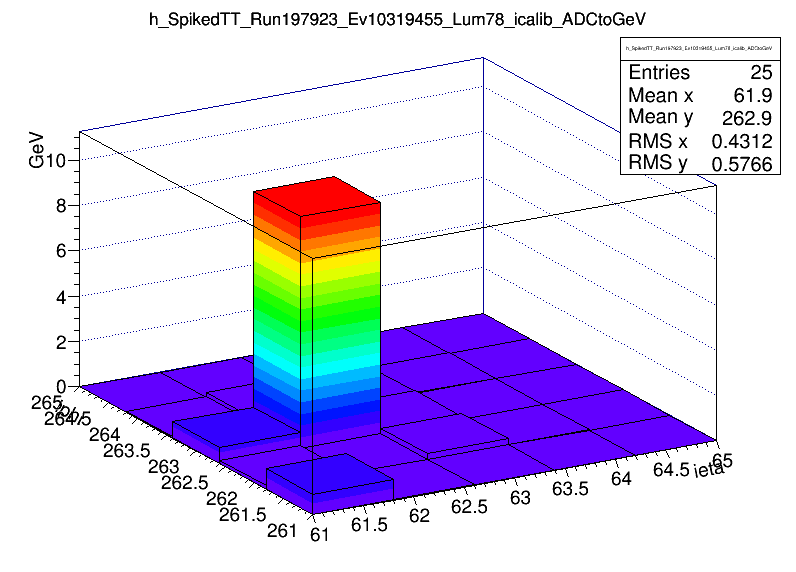 h_SpikedTT_Run197923_Ev10319455_Lum78_icalib_ADCtoGeV
h_SpikedTT_Run197923_Ev10319455_Lum78_icalib_ADCtoGeV
Entries 25
Mean x 61.9
Mean y 262.9
RMS x 0.4312
RMS y 0.5766
GeV
10
8
6
4
2
0
265
264.5
264
263.5
263
262.5
262
261.5
261
61
61.5
62
62.5
63
63.5
64
64.5
65
ieta